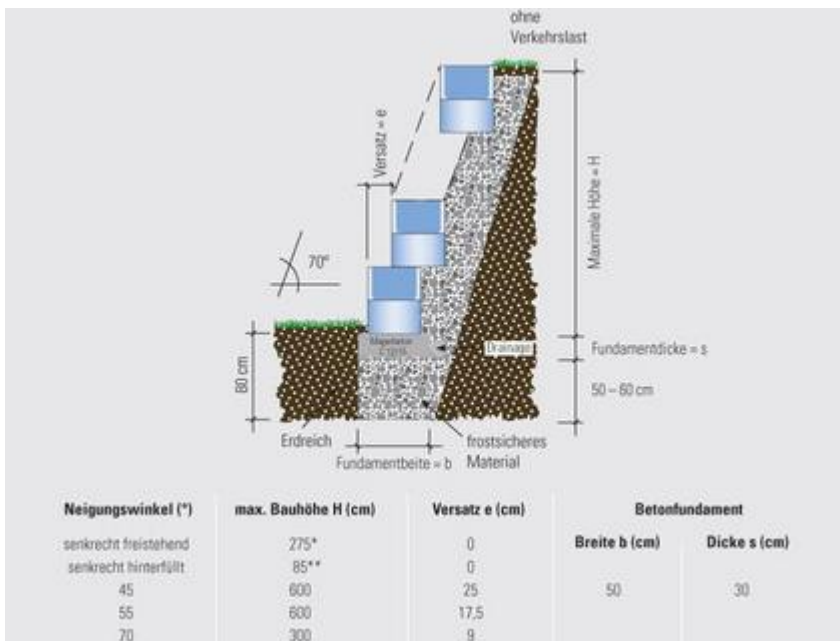 ohne
Verkehrslast
Versatz = e
Maximale Höhe = H
70°
Drainage
Fundamentdicke = s
80 cm
50 – 60 cm
Erdreich
frostsicheres
Material
Fundamentbeite = b
Neigungswinkel (°) max. Bauhöhe H (cm) Versatz e (cm) Betonfundament
Breite b (cm) Dicke s (cm)
senkrecht freistehend 275* 0
senkrecht hinterfüllt 85** 0
45 600 25 50 30
55 600 17,5
70 300 9